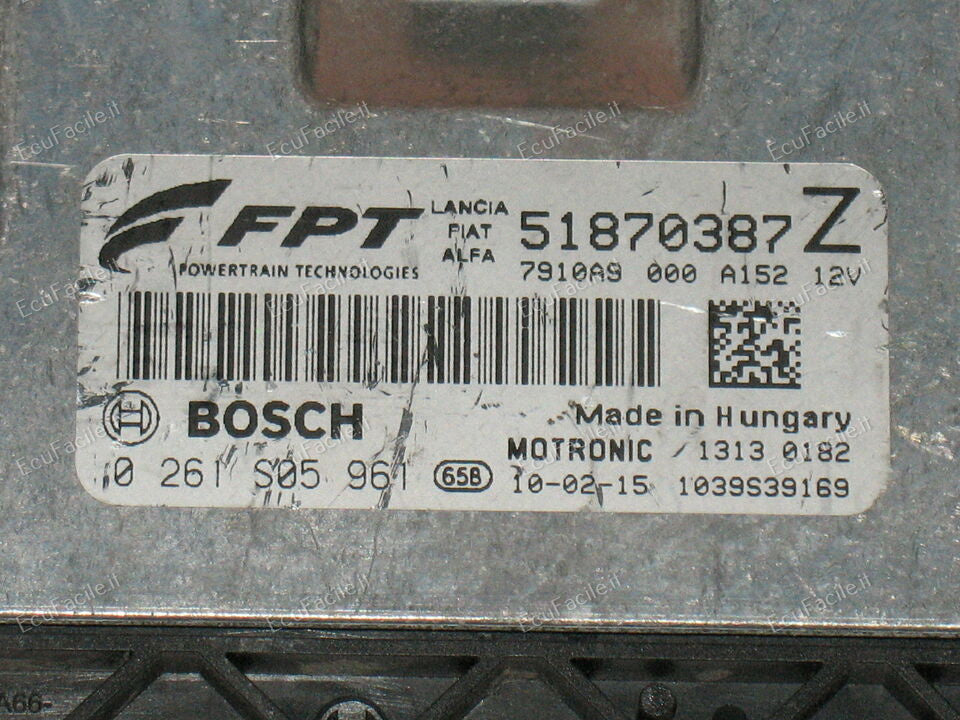 FPT
POWERTRAIN TECHNOLOGIES
LANCIA
FIAT
ALFA
51870387 Z
7910A9 000 A152 12V
BOSCH
Made in Hungary
MOTRONIC 1313 0182
0 261 S05 961 65B 10-02-15 1039S39169
A66-
EcuFacile.it